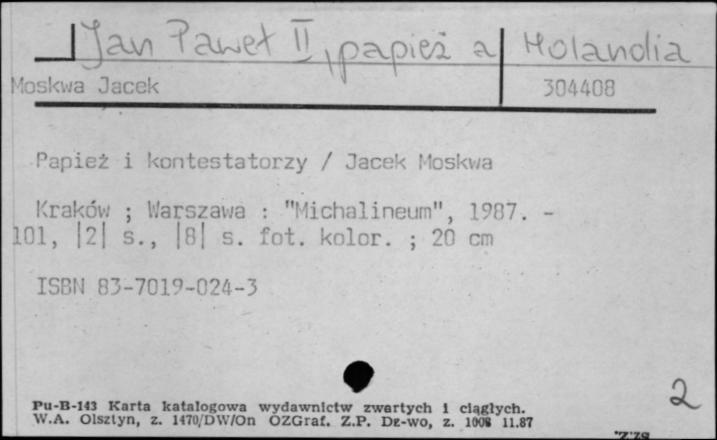 Jan Paweł II, papież a Holandia
Moskwa Jacek 304408
Papież i kontestatorzy / Jacek Moskwa
Kraków ; Warszawa : "Michalineum", 1987. -
101, |2| s., |8| s. fot. kolor. ; 20 cm
ISBN 83-7019-024-3
2
Pu-B-143 Karta katalogowa wydawnictw zwartych i ciągłych.
W.A. Olsztyn, z. 1470/DW/On OZGraf. Z.P. Dz-wo, z. 1008 11.87